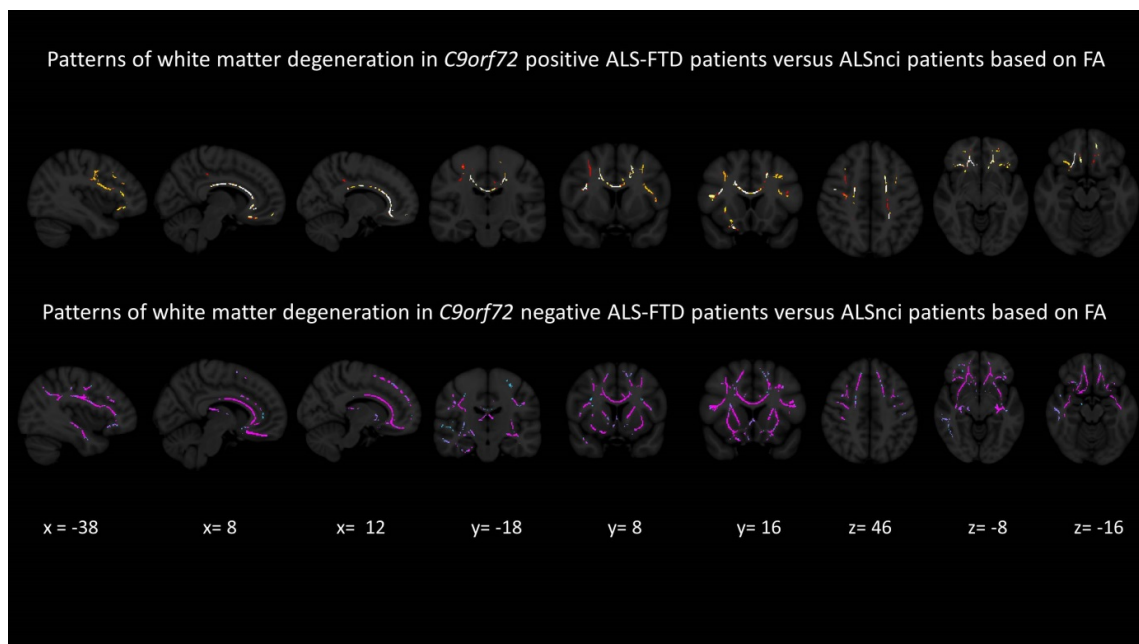 Patterns of white matter degeneration in C9orf72 positive ALS-FTD patients versus ALSnci patients based on FA
Patterns of white matter degeneration in C9orf72 negative ALS-FTD patients versus ALSnci patients based on FA
x = -38 x= 8 x= 12 y= -18 y= 8 y= 16 z= 46 z= -8 z= -16